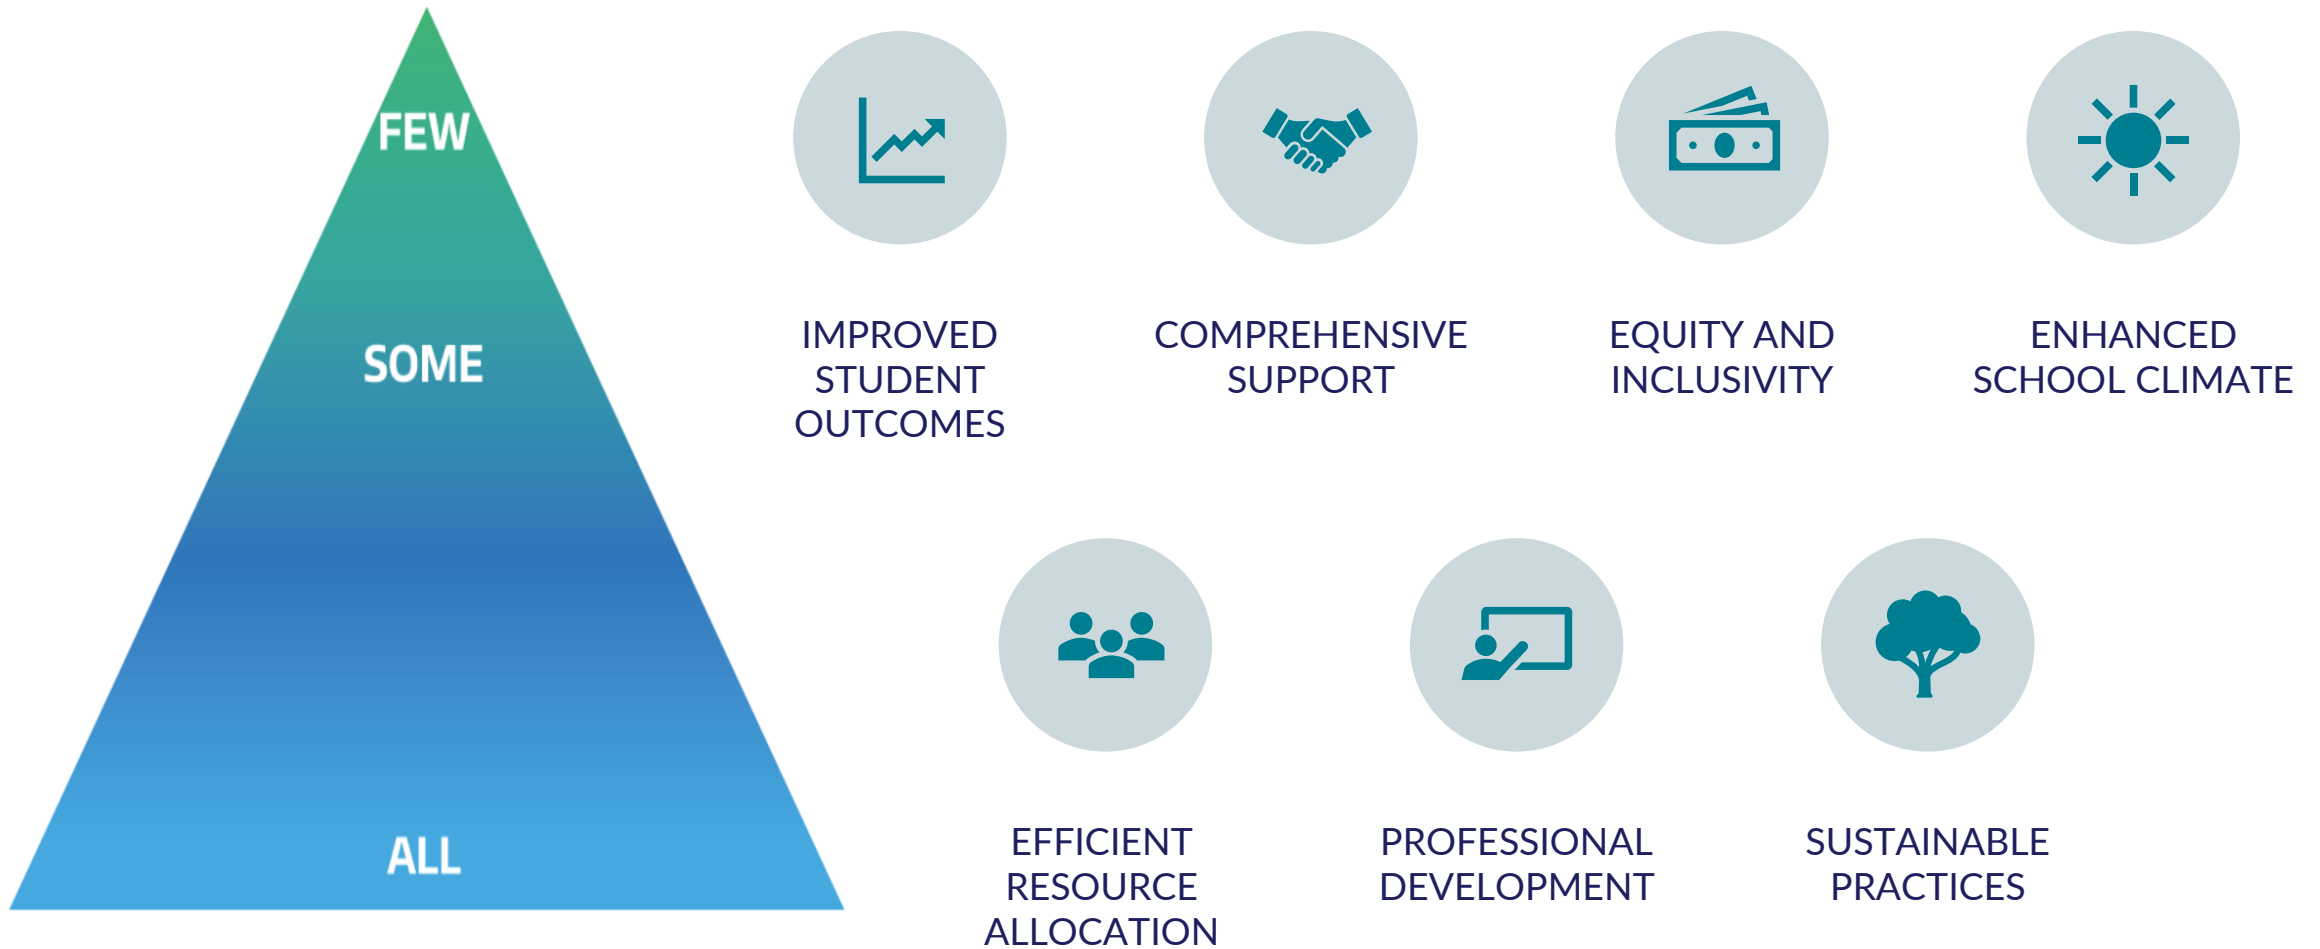 FEW
SOME
ALL
IMPROVED
STUDENT
OUTCOMES
COMPREHENSIVE
SUPPORT
EQUITY AND
INCLUSIVITY
ENHANCED
SCHOOL CLIMATE
EFFICIENT
RESOURCE
ALLOCATION
PROFESSIONAL
DEVELOPMENT
SUSTAINABLE
PRACTICES